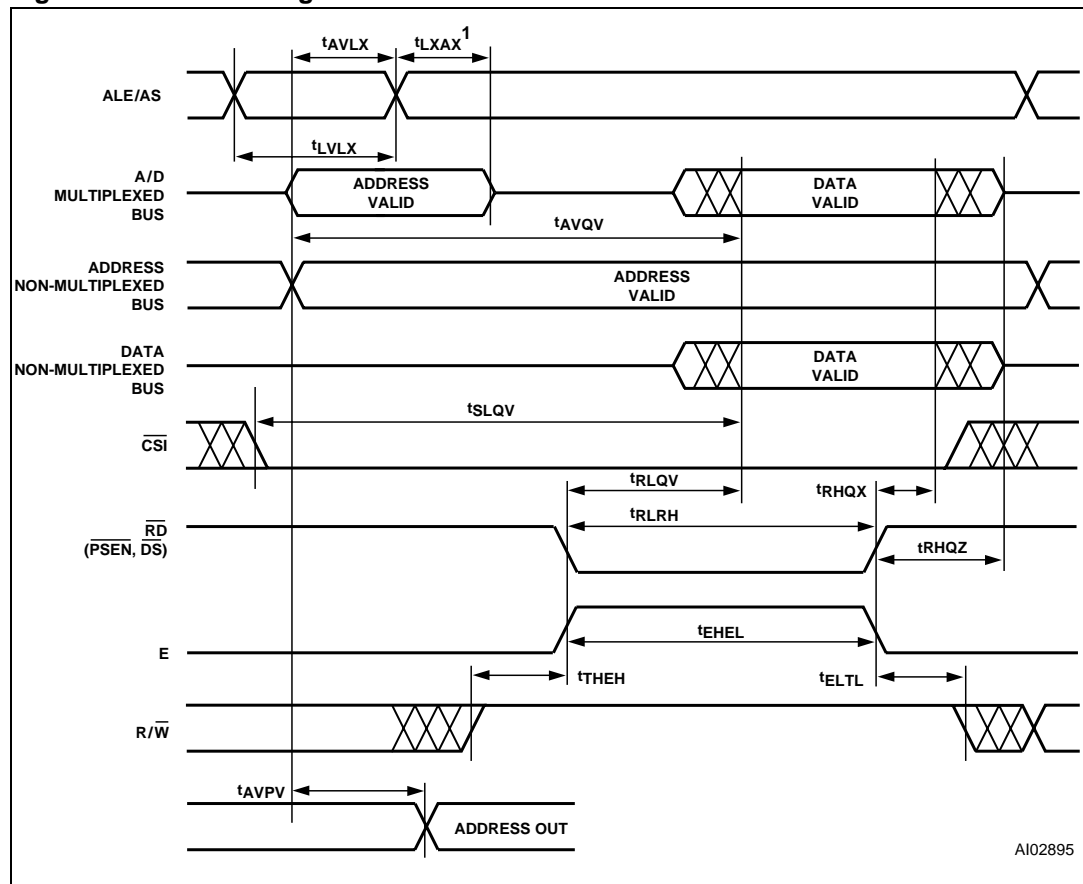 tAVLX
tLXAX1
ALE/AS
tLVLX
A/D
MULTIPLEXED
BUS
ADDRESS
VALID
DATA
VALID
tAVQV
ADDRESS
NON-MULTIPLEXED
BUS
ADDRESS
VALID
DATA
NON-MULTIPLEXED
BUS
DATA
VALID
tSLQV
CSI
tRLQV
tRHQX
tRLRH
RD
(PSEN, DS)
tRHQZ
tEHEL
E
tTHEH
tELTL
R/W
tAVPV
ADDRESS OUT
AI02895